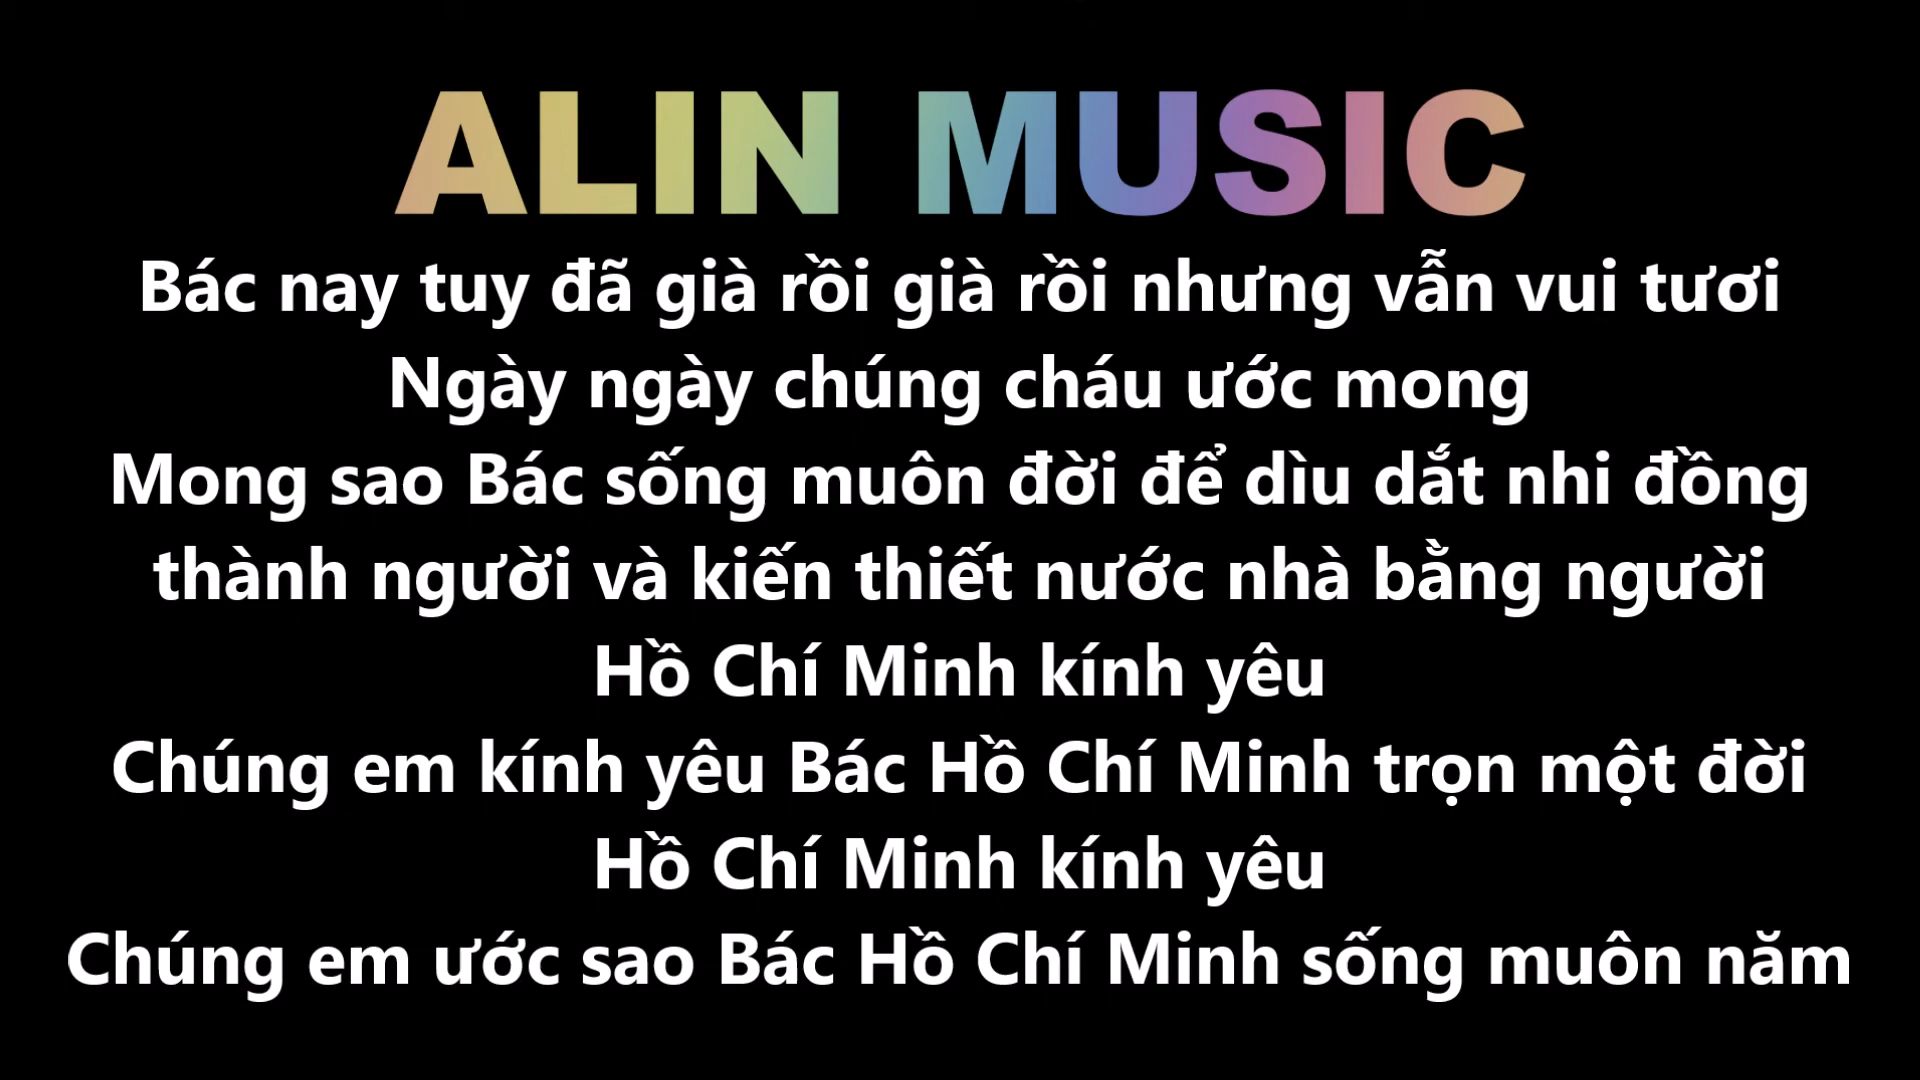 ALIN MUSIC
Bác nay tuy đã già rồi già rồi nhưng vẫn vui tươi
Ngày ngày chúng cháu ước mong
Mong sao Bác sống muôn đời để dìu dắt nhi đồng
thành người và kiến thiết nước nhà bằng người
Hồ Chí Minh kính yêu
Chúng em kính yêu Bác Hồ Chí Minh trọn một đời
Hồ Chí Minh kính yêu
Chúng em ước sao Bác Hồ Chí Minh sống muôn năm